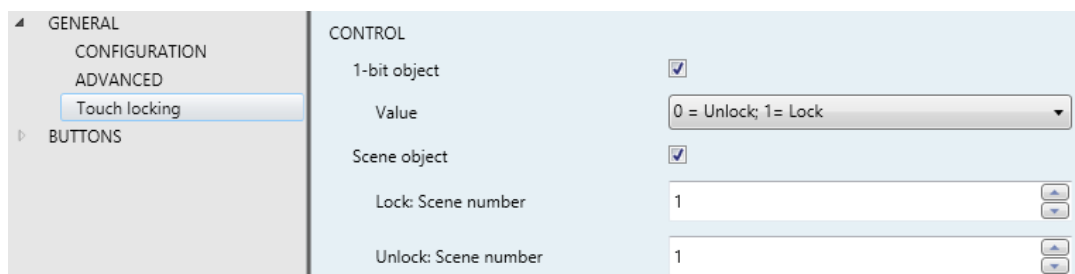 GENERAL
CONFIGURATION
ADVANCED
Touch locking
BUTTONS
CONTROL
1-bit object
Value 0 = Unlock; 1= Lock
Scene object
Lock: Scene number 1
Unlock: Scene number 1